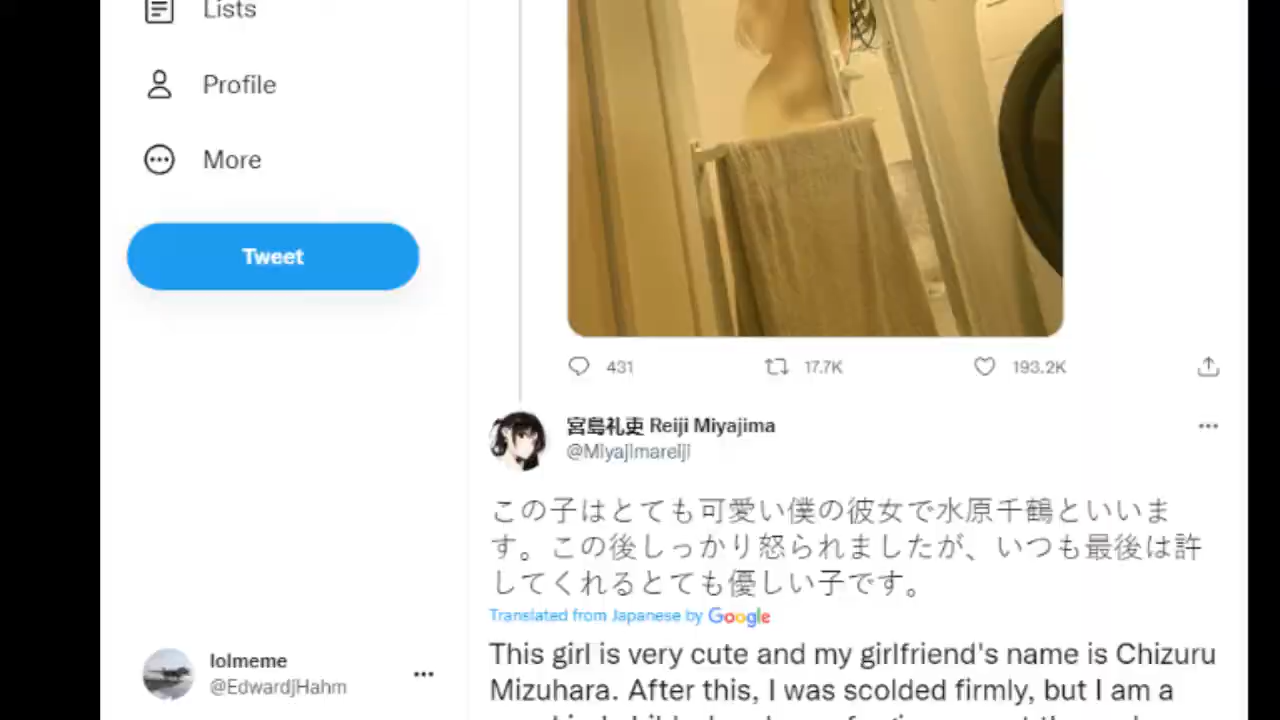 Lists
Profile
More
Tweet
431
17.7K
193.2K
宮島礼吏 Reiji Miyajima
@Miyajimareiji
この子はとても可愛い僕の彼女で水原千鶴といいま
す。この後しっかり怒られましたが、いつも最後は許
してくれるとても優しい子です。
Translated from Japanese by Google
This girl is very cute and my girlfriend's name is Chizuru
Mizuhara. After this, I was scolded firmly, but I am a
lolmeme
@EdwardjHahm